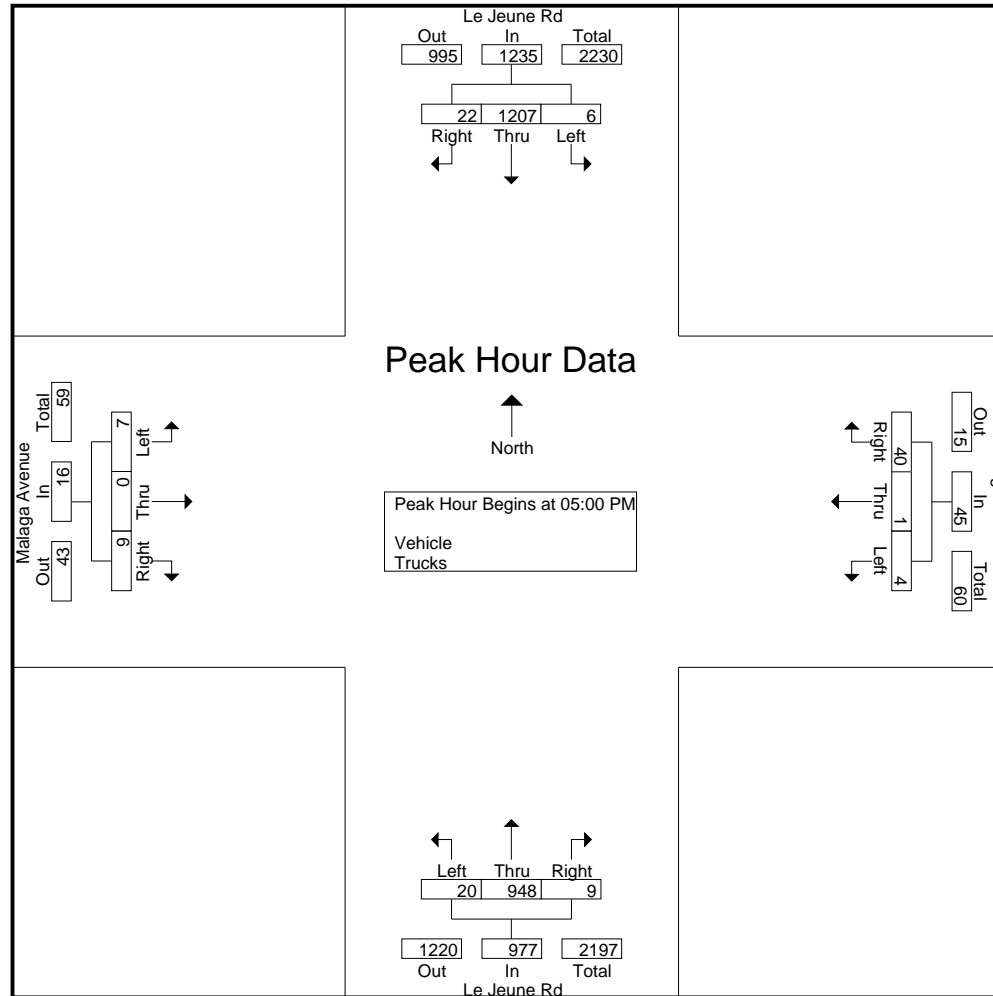 Le Jeune Rd
Out In Total
995 1235 2230
22 1207 6
Right Thru Left
Peak Hour Data
North
Peak Hour Begins at 05:00 PM
Vehicle
Trucks
Malaga Avenue
Out In Total
43 16 59
7 0 9
Left Thru Right
Out In Total
15 45 60
40 1 4
Right Thru Left
Left Thru Right
20 948 9
1220 977 2197
Out In Total
Le Jeune Rd